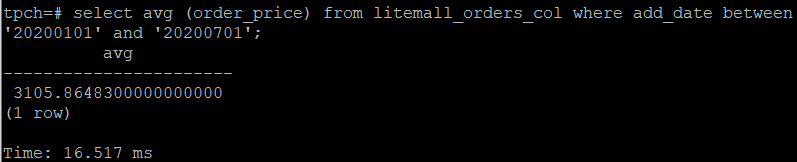 tpch=# select avg (order_price) from litemall_orders_col where add_date between
'20200101' and '20200701';
avg
-----------------------
3105.8648300000000000
(1 row)
Time: 16.517 ms